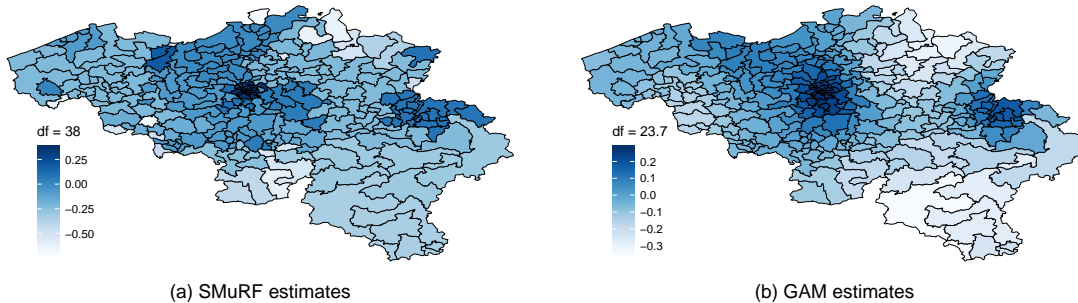 df = 38
0.25
0.00
−0.25
−0.50
(a) SMuRF estimates
df = 23.7
0.2
0.1
0.0
−0.1
−0.2
−0.3
(b) GAM estimates